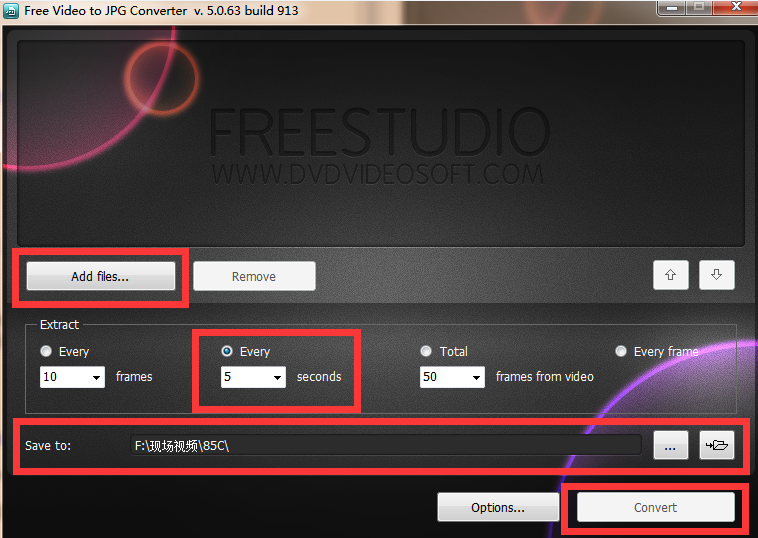 Free Video to JPG Converter v. 5.0.63 build 913
FREESTUDIO
WWW.DVDVIDEOSOFT.COM
Add files...
Remove
Extract
Every
Every
Total
Every frame
10 frames
5 seconds
50 frames from video
Save to: F:\现场视频\85C\ ...
Options...
Convert